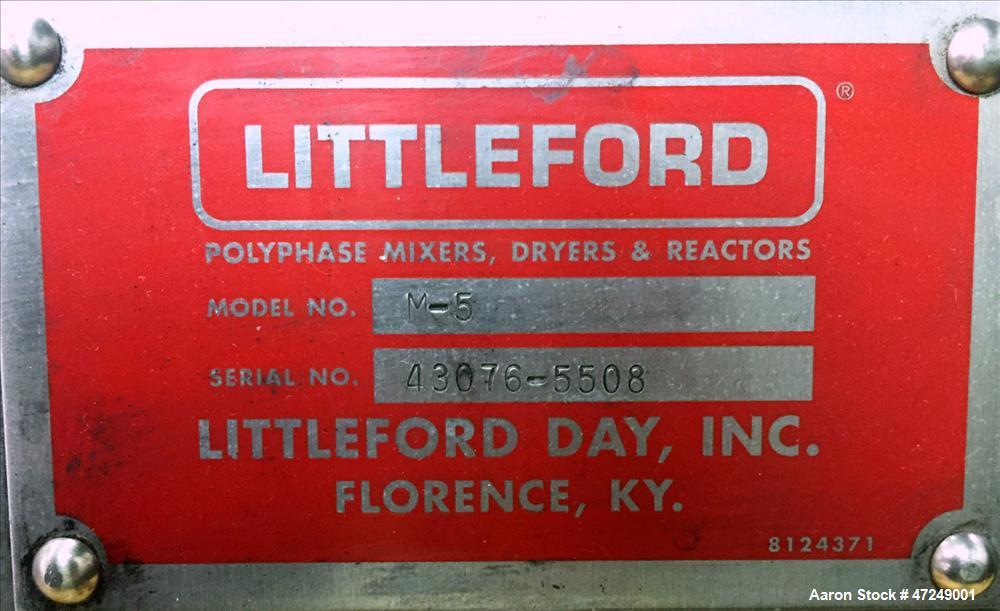 LITTLEFORD ®
POLYPHASE MIXERS, DRYERS & REACTORS
MODEL NO. M-5
SERIAL NO. 43076-5508
LITTLEFORD DAY, INC.
FLORENCE, KY.
8124371
Aaron Stock # 47249001